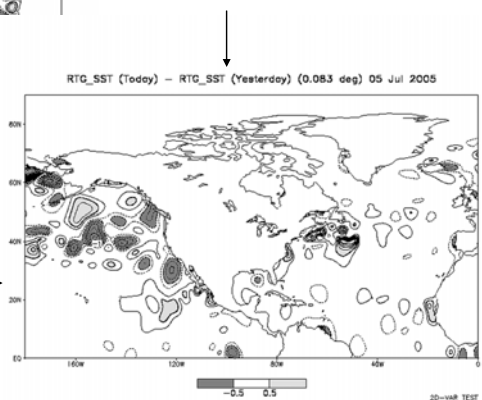 RTG_SST (Today) − RTG_SST (Yesterday) (0.083 deg) 05 Jul 2005
80N
60N
40N
20N
EQ
160W
120W
80W
40W
0
−0.5
0.5
2D−VAR TEST